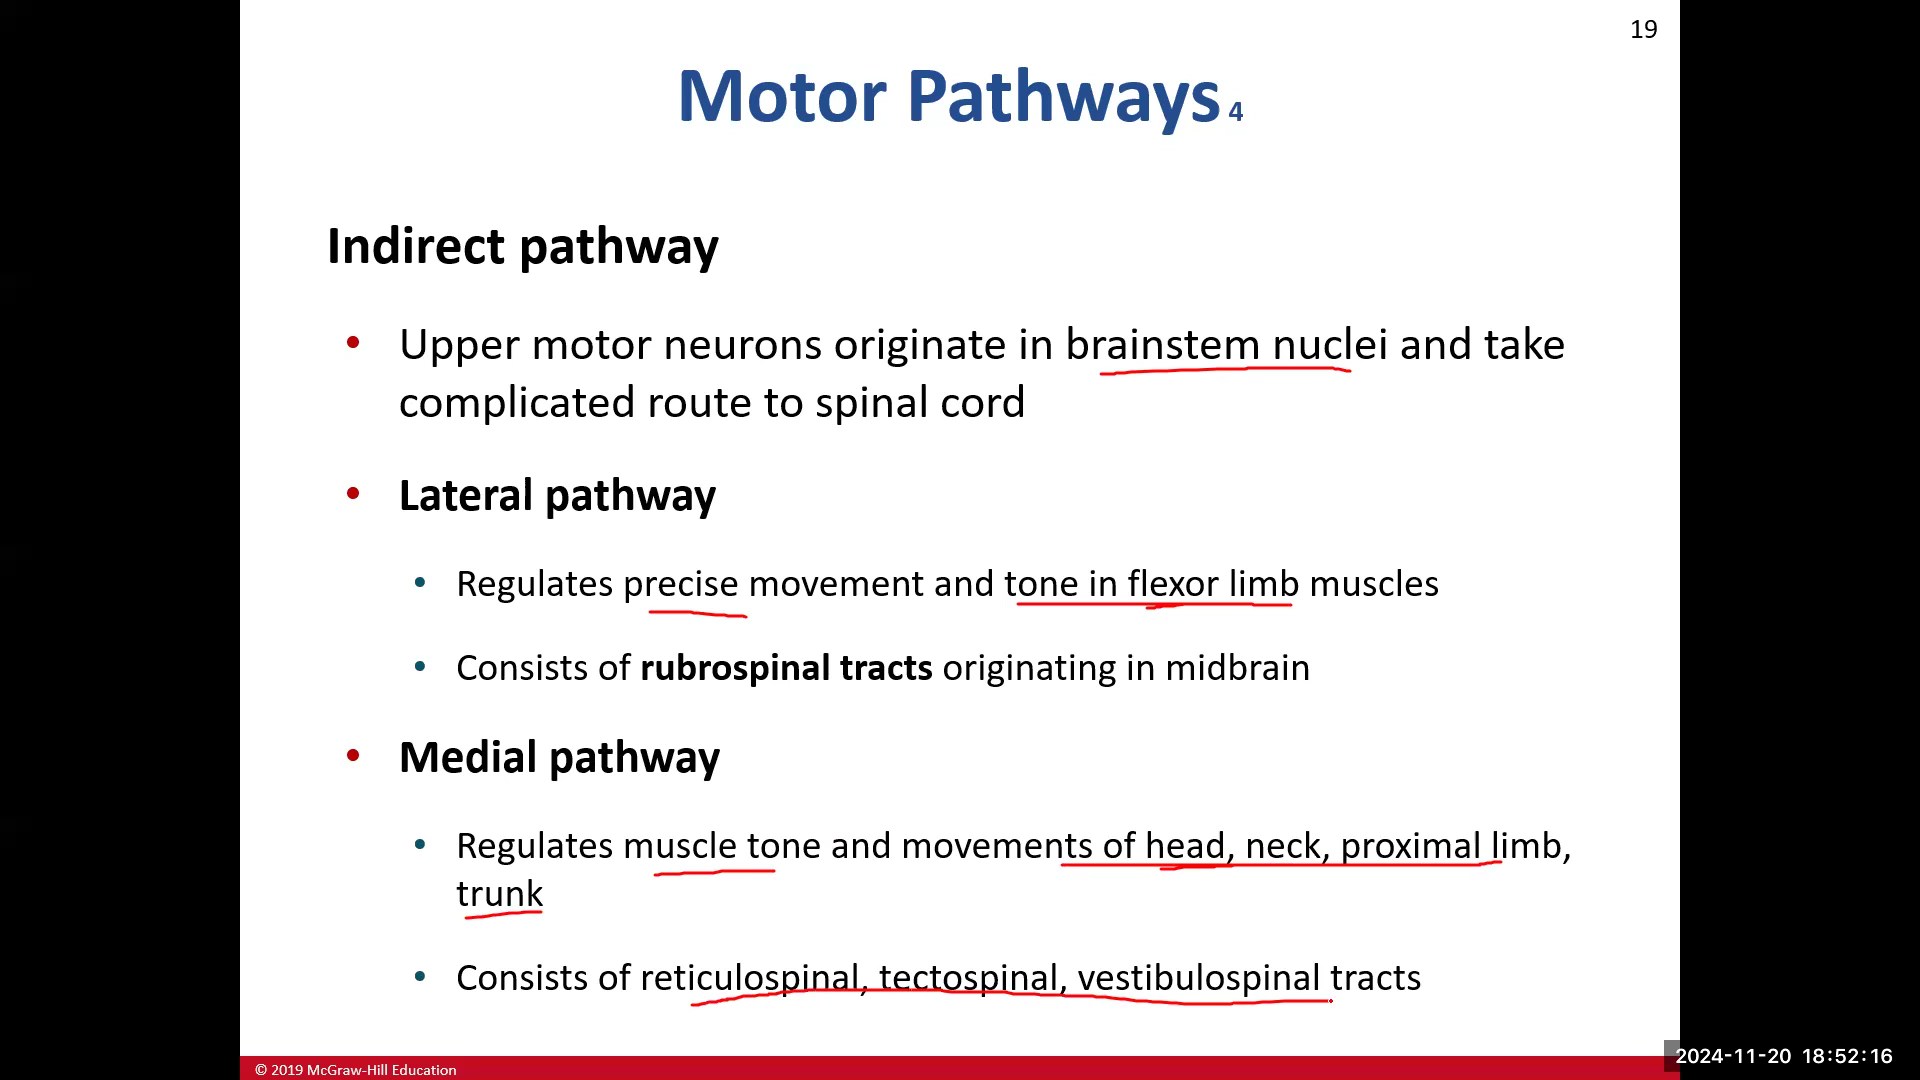 19
Motor Pathways 4
Indirect pathway
• Upper motor neurons originate in brainstem nuclei and take
complicated route to spinal cord
• Lateral pathway
• Regulates precise movement and tone in flexor limb muscles
• Consists of rubrospinal tracts originating in midbrain
• Medial pathway
• Regulates muscle tone and movements of head, neck, proximal limb,
trunk
• Consists of reticulospinal, tectospinal, vestibulospinal tracts
© 2019 McGraw-Hill Education
2024-11-20 18:52:16